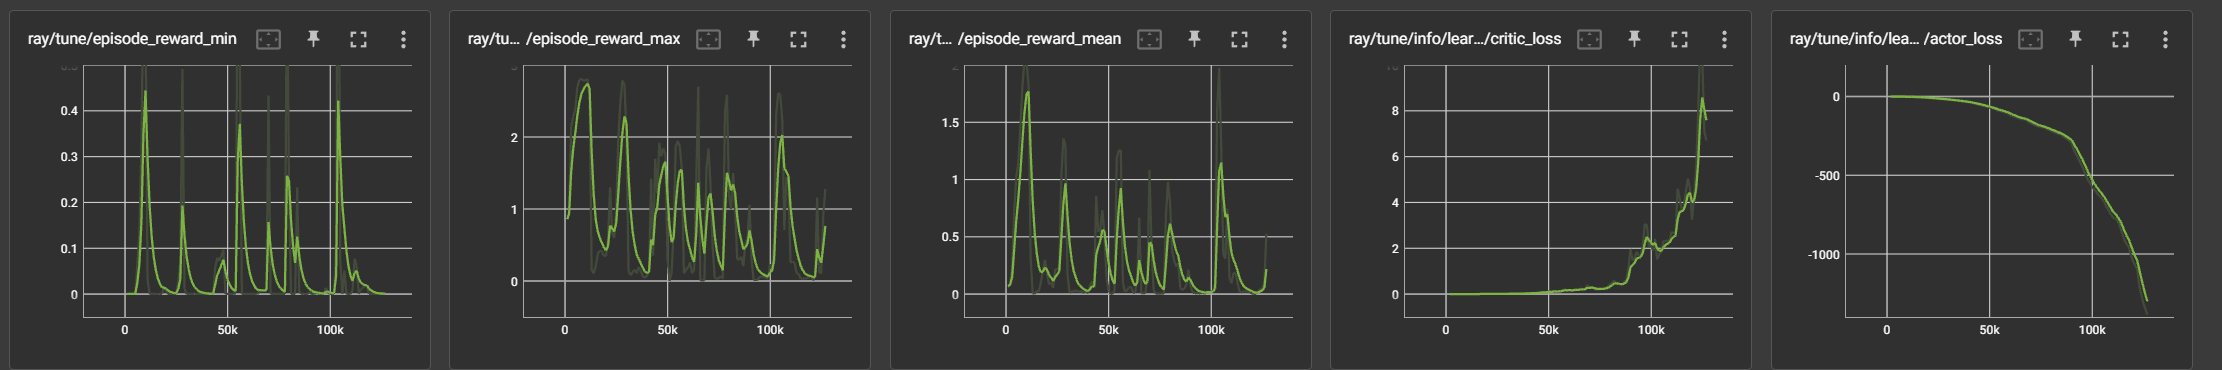 ray/tune/episode_reward_min
0.4
0.3
0.2
0.1
0
0
50k
100k
ray/tu... /episode_reward_max
3
2
1
0
0
50k
100k
ray/t... /episode_reward_mean
2
1.5
1
0.5
0
0
50k
100k
ray/tune/info/lear.../critic_loss
8
6
4
2
0
0
50k
100k
ray/tune/info/lea... /actor_loss
0
-500
-1000
0
50k
100k